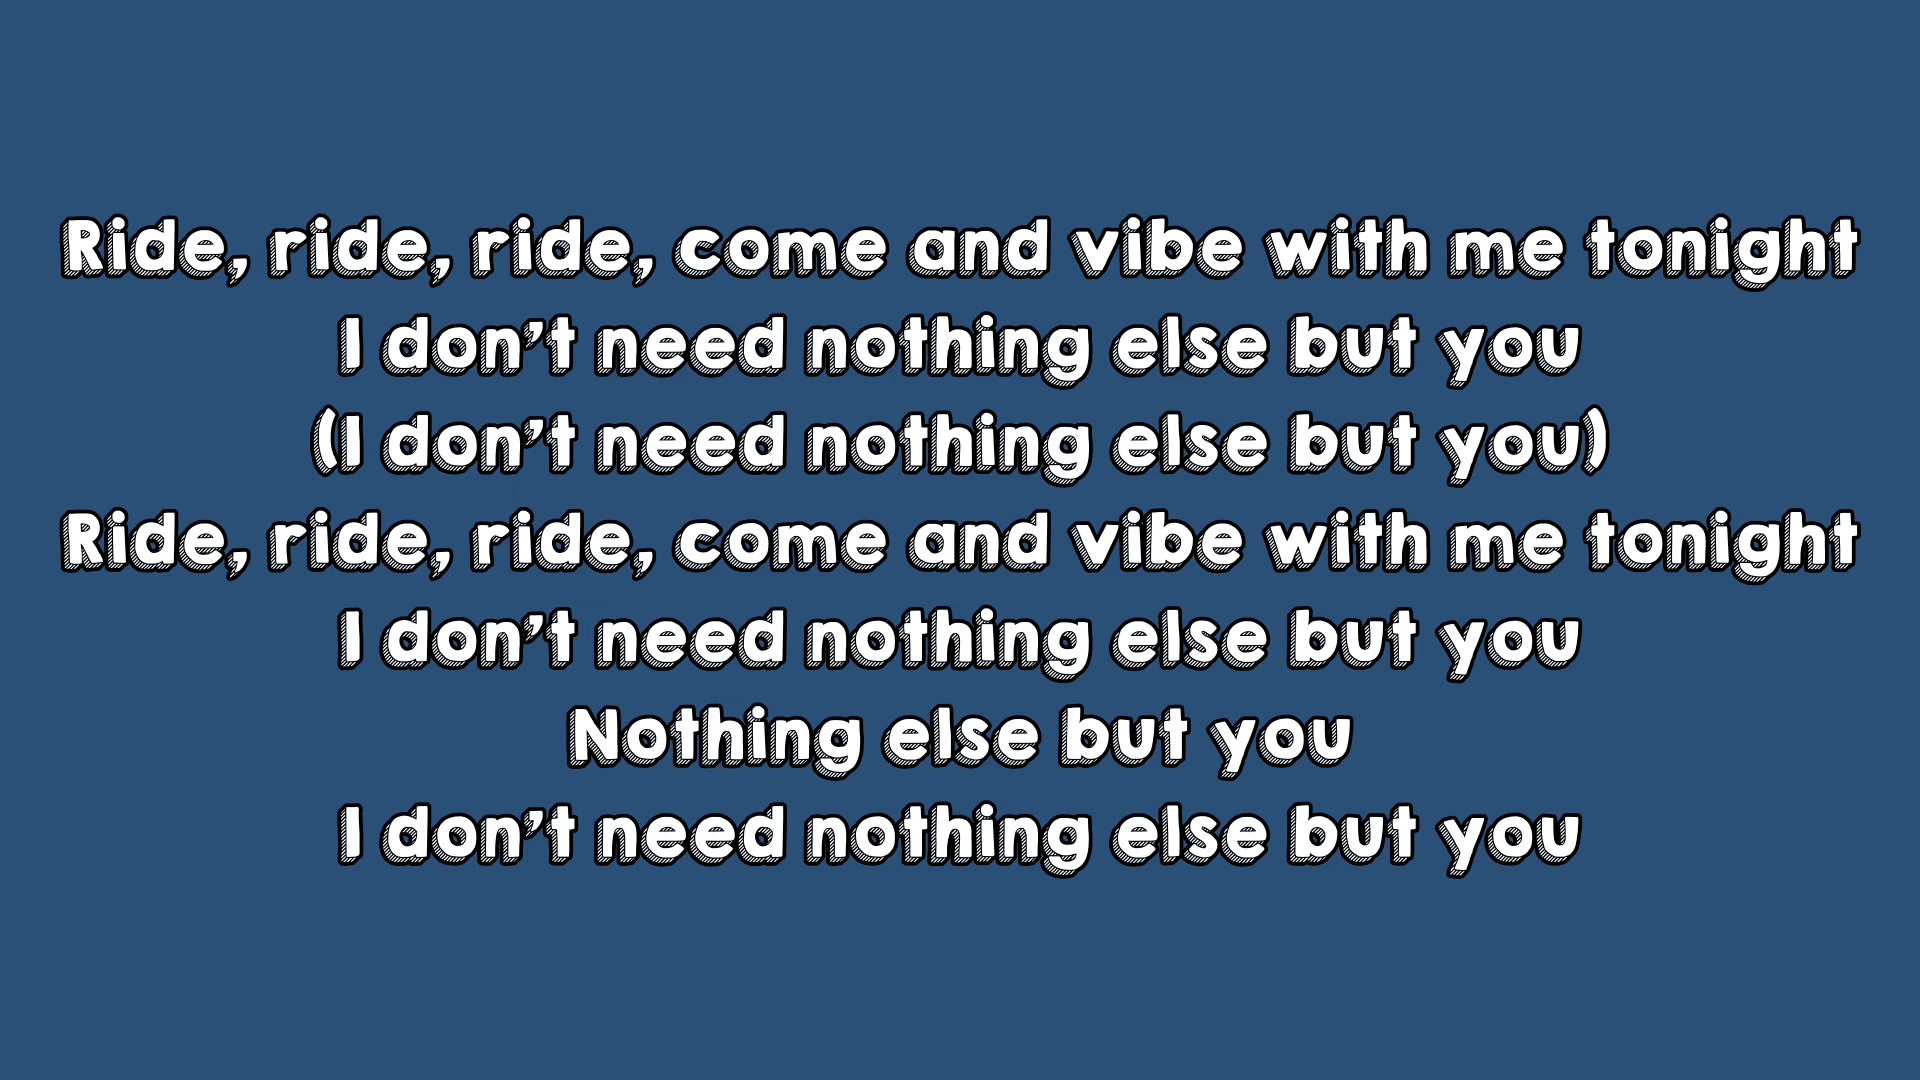 Ride, ride, ride, come and vibe with me tonight
I don't need nothing else but you
(I don't need nothing else but you)
Ride, ride, ride, come and vibe with me tonight
I don't need nothing else but you
Nothing else but you
I don't need nothing else but you